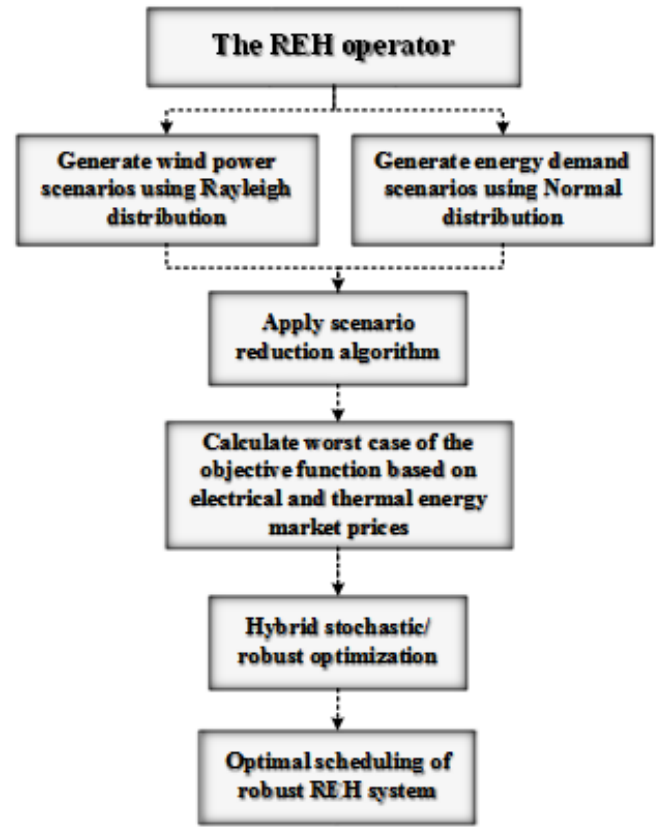 The REH operator
Generate wind power
scenarios using Rayleigh
distribution
Generate energy demand
scenarios using Normal
distribution
Apply scenario
reduction algorithm
Calculate worst case of the
objective function based on
electrical and thermal energy
market prices
Hybrid stochastic/
robust optimization
Optimal scheduling of
robust REH system